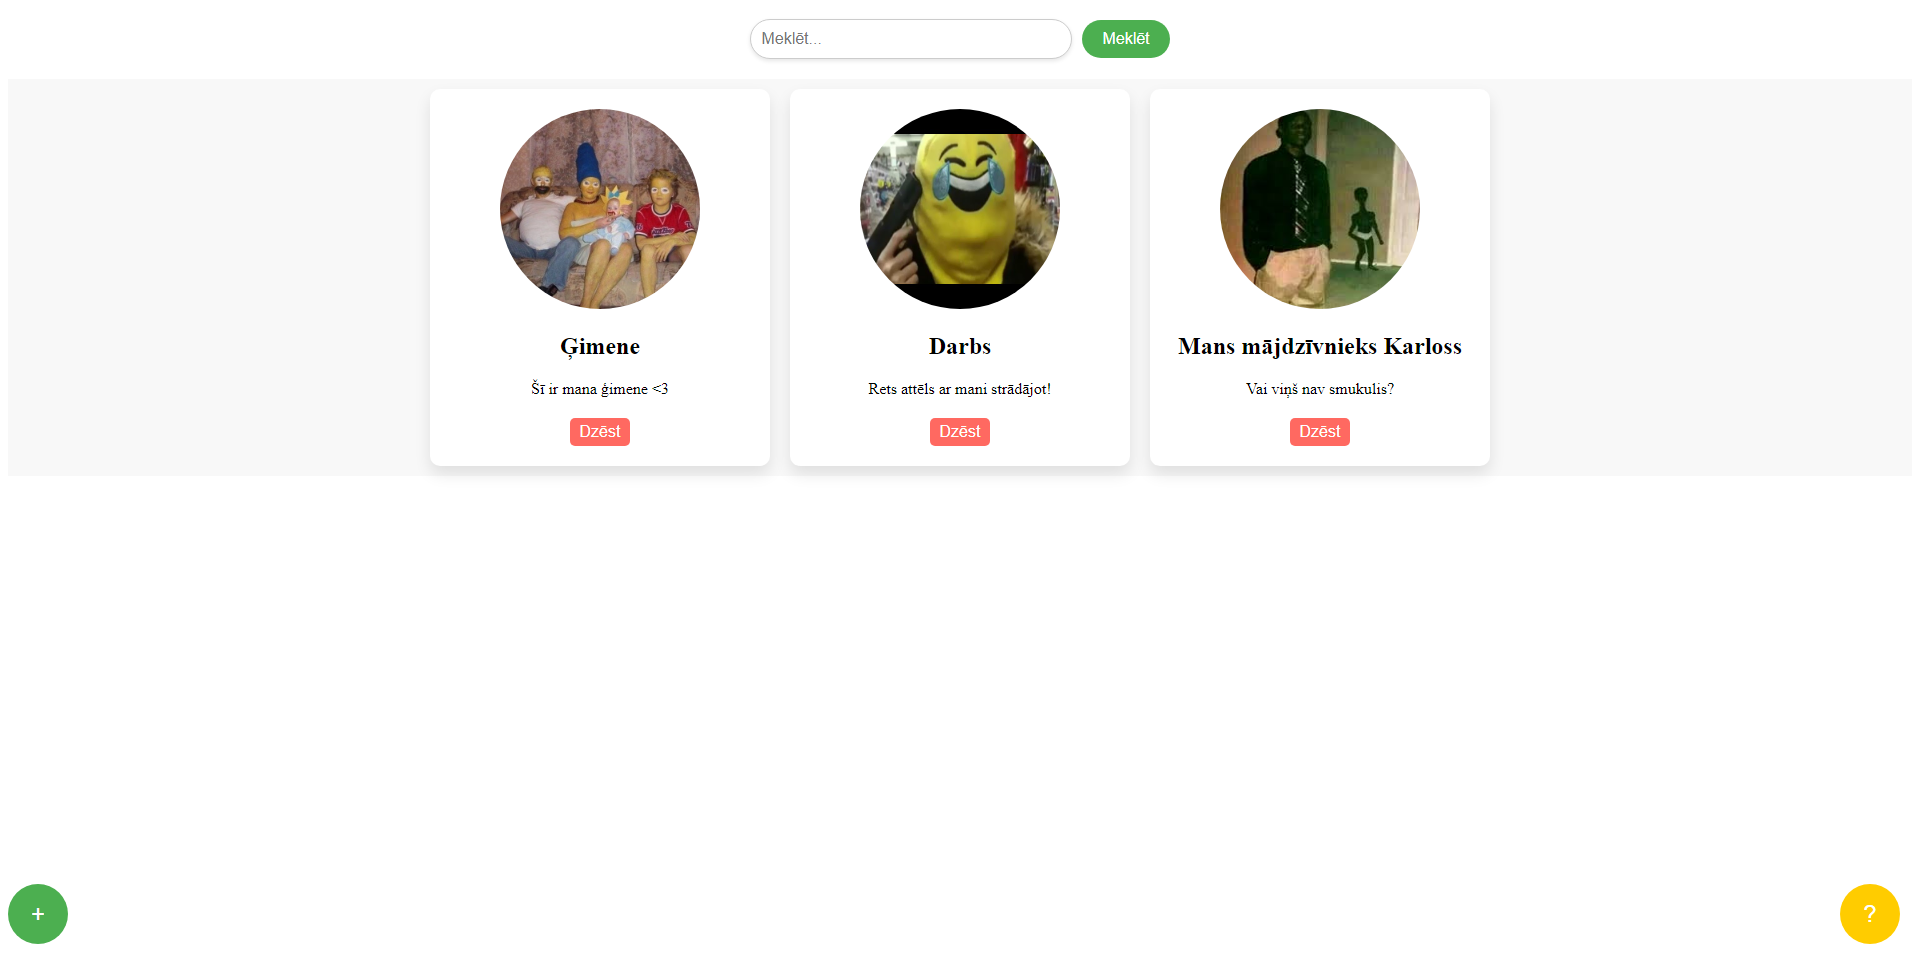 Meklēt...
Meklēt
Ģimene
Šī ir mana ģimene <3
Dzēst
Darbs
Rets attēls ar mani strādājot!
Dzēst
Mans mājdzīvnieks Karloss
Vai viņš nav smukulis?
Dzēst
+
?